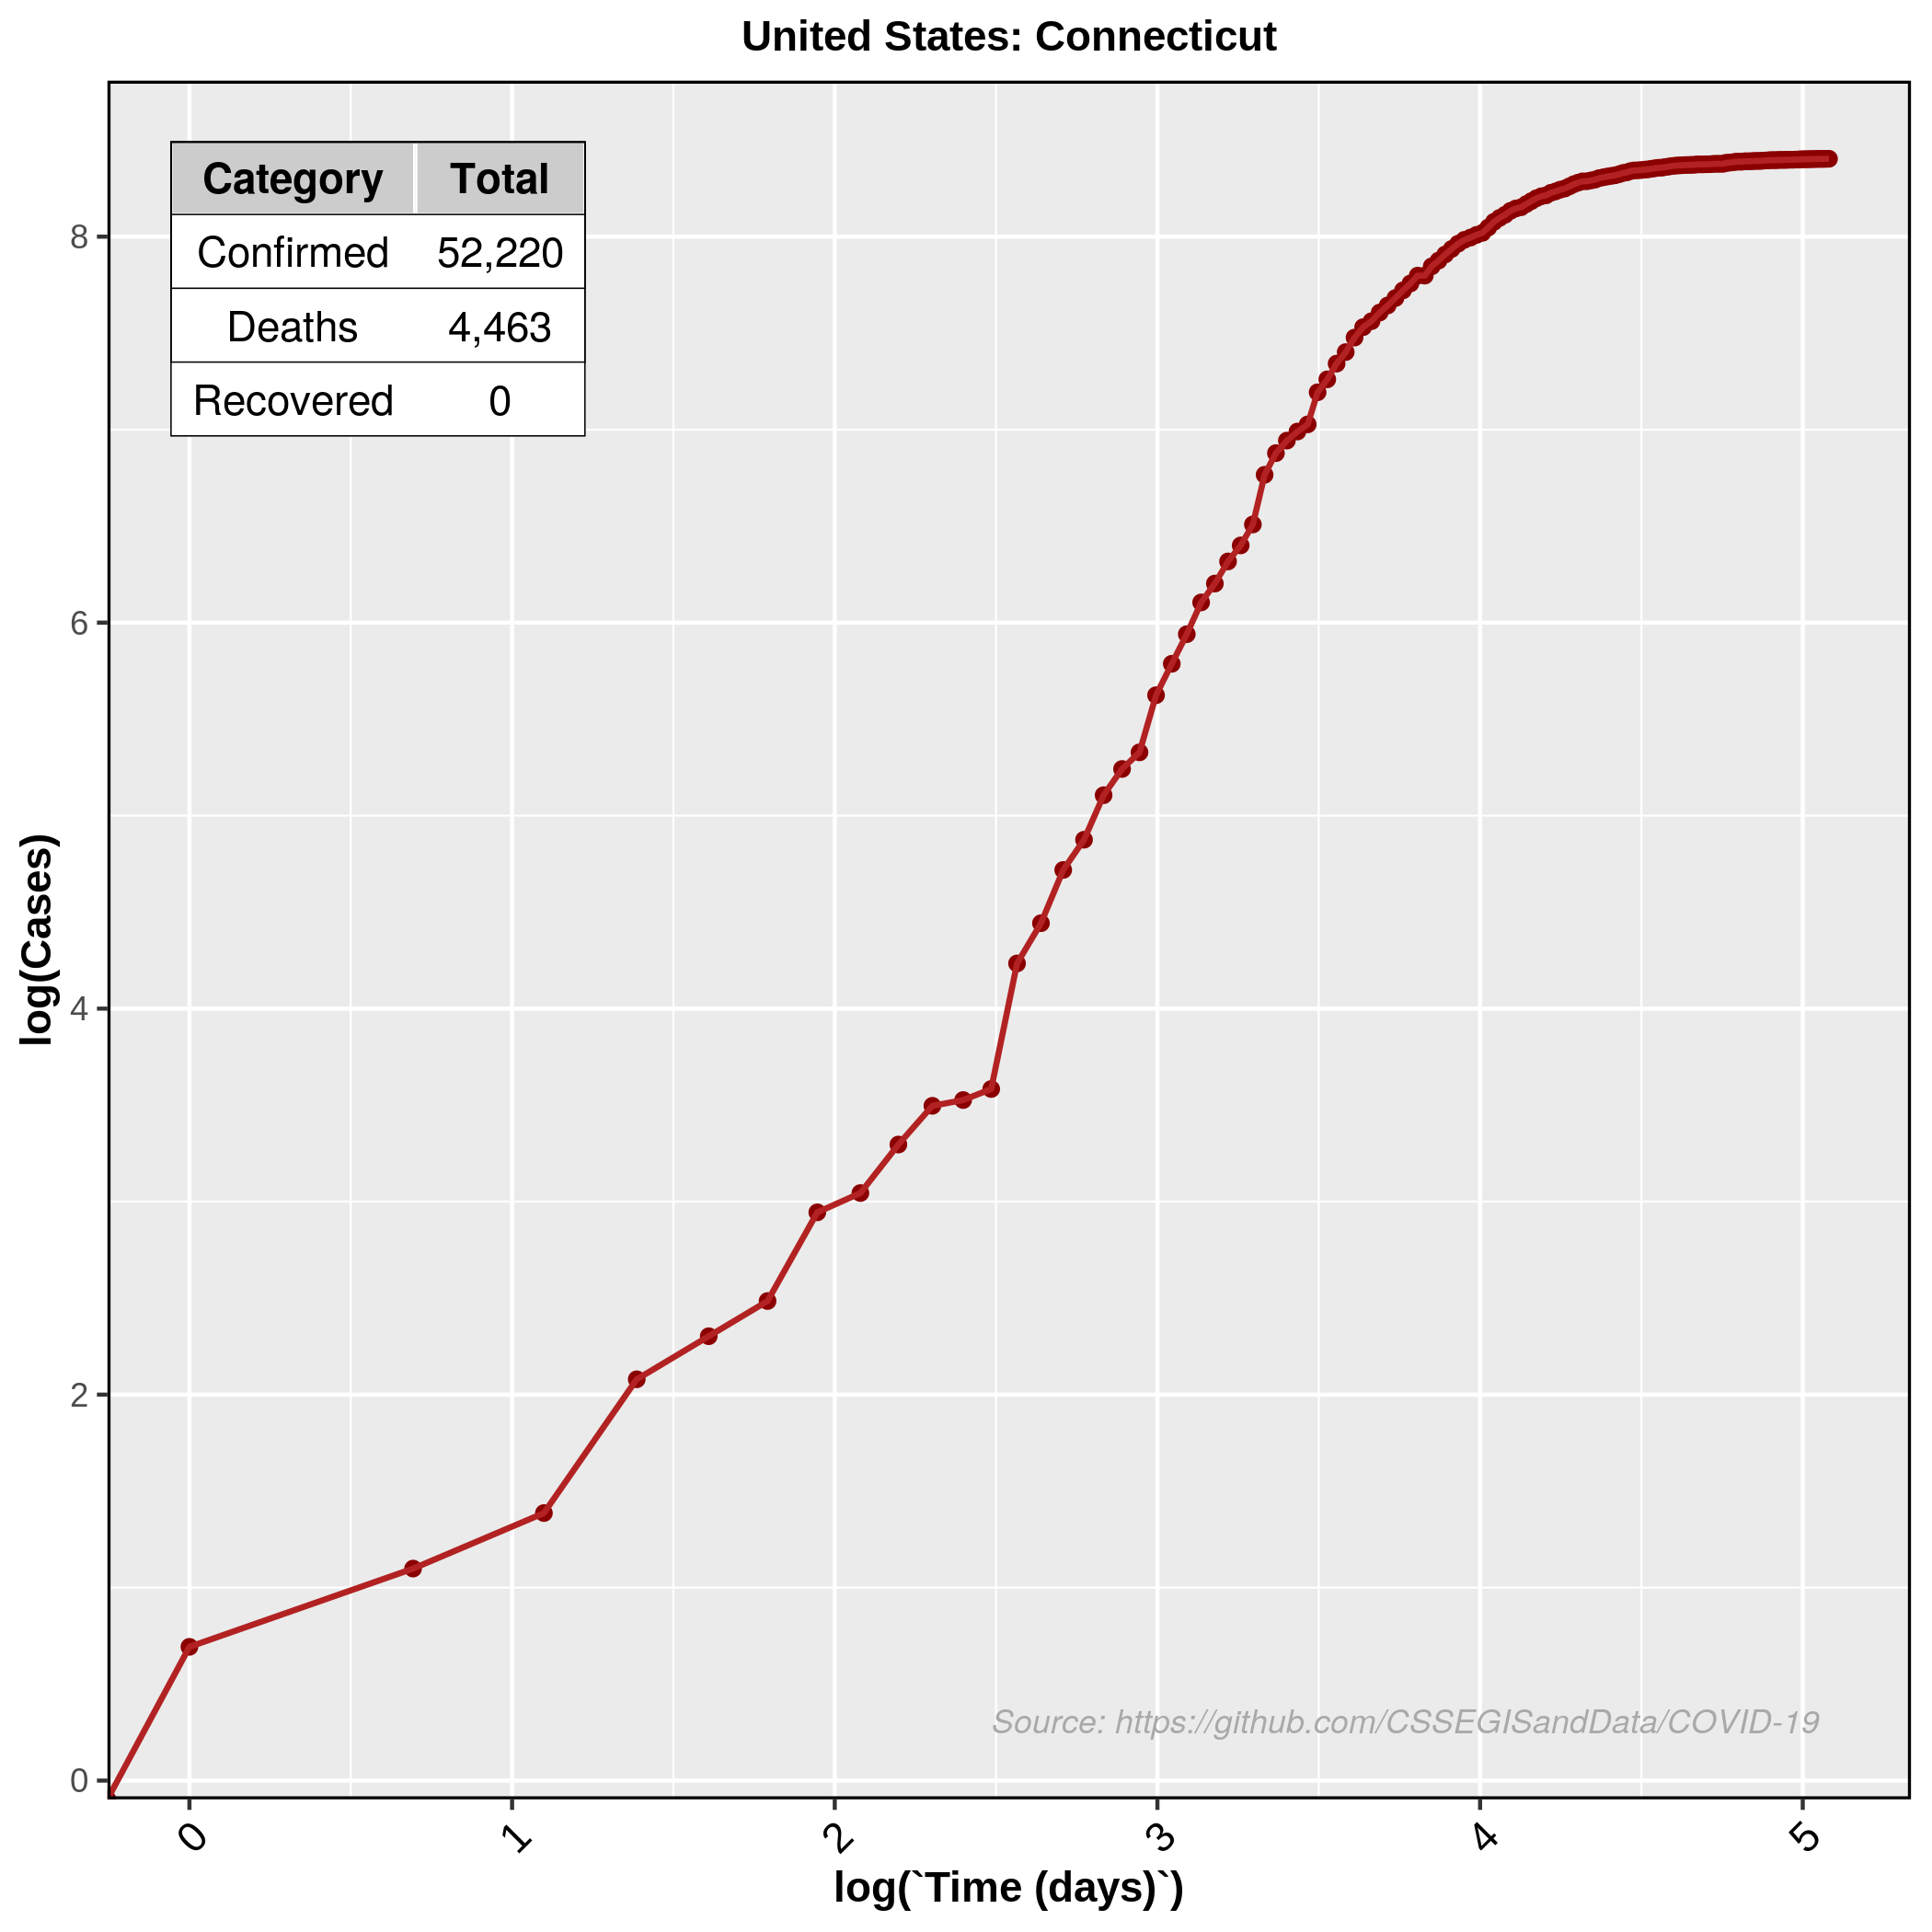 United States: Connecticut
Category Total
Confirmed 52,220
Deaths 4,463
Recovered 0
8
6
4
2
0
log(Cases)
Source: https://github.com/CSSEGISandData/COVID-19
0 1 2 3 4 5
log(`Time (days)`)